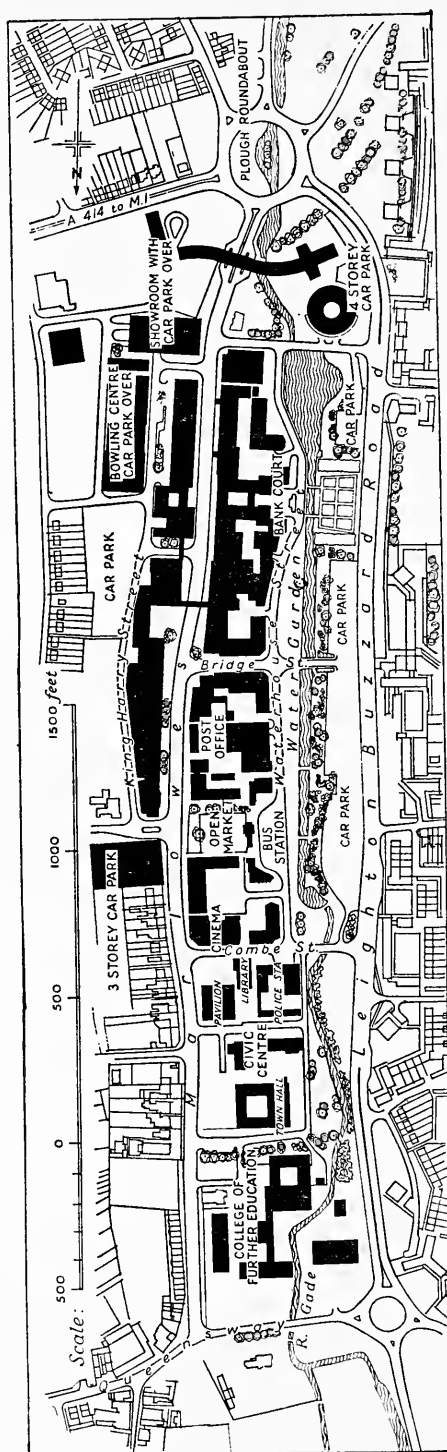 Scale:
500
0
500
1000
1500 feet
N
A 414 to M.I
PLOUGH ROUNDABOUT
SHOWROOM WITH
CAR PARK OVER
4 STOREY
CAR PARK
BOWLING CENTRE
CAR PARK OVER
CAR PARK
King Harry Street
3 STOREY CAR PARK
Marlowes
BANK COURT
Bridge St
Waterhouse Street
Water Gardens
CAR PARK
CAR PARK
CAR PARK
Leighton Buzzard Road
POST
OFFICE
OPEN
MARKET
BUS
STATION
CINEMA
Combe St
PAVILION
LIBRARY
POLICE STA.
CIVIC
CENTRE
TOWN HALL
COLLEGE OF
FURTHER EDUCATION
R. Gade
Queensway